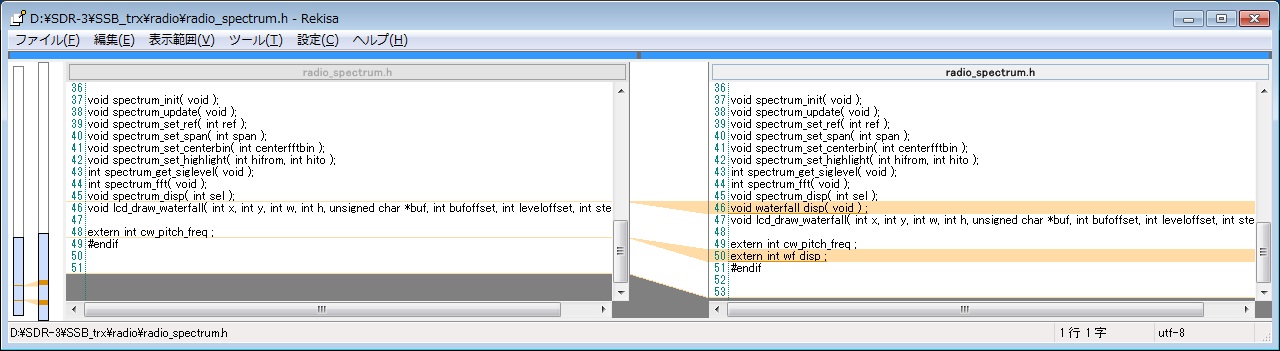 D:¥SDR-3¥SSB_trx¥radio¥radio_spectrum.h - Rekisa
ファイル(F) 編集(E) 表示範囲(V) ツール(T) 設定(C) ヘルプ(H)
radio_spectrum.h
36
37 void spectrum_init( void );
38 void spectrum_update( void );
39 void spectrum_set_ref( int ref );
40 void spectrum_set_span( int span );
41 void spectrum_set_centerbin( int centerfftbin );
42 void spectrum_set_highlight( int hifrom, int hito );
43 int spectrum_get_siglevel( void );
44 int spectrum_fft( void );
45 void spectrum_disp( int sel );
46 void lcd_draw_waterfall( int x, int y, int w, int h, unsigned char *buf, int bufoffset, int leveloffset, int ste
47
48 extern int cw_pitch_freq ;
49 #endif
50
51
radio_spectrum.h
36
37 void spectrum_init( void );
38 void spectrum_update( void );
39 void spectrum_set_ref( int ref );
40 void spectrum_set_span( int span );
41 void spectrum_set_centerbin( int centerfftbin );
42 void spectrum_set_highlight( int hifrom, int hito );
43 int spectrum_get_siglevel( void );
44 int spectrum_fft( void );
45 void spectrum_disp( int sel );
46 void waterfall_disp( void ) ;
47 void lcd_draw_waterfall( int x, int y, int w, int h, unsigned char *buf, int bufoffset, int leveloffset, int ste
48
49 extern int cw_pitch_freq ;
50 extern int wf_disp ;
51 #endif
52
53
D:¥SDR-3¥SSB_trx¥radio¥radio_spectrum.h 1 行 1 字 utf-8